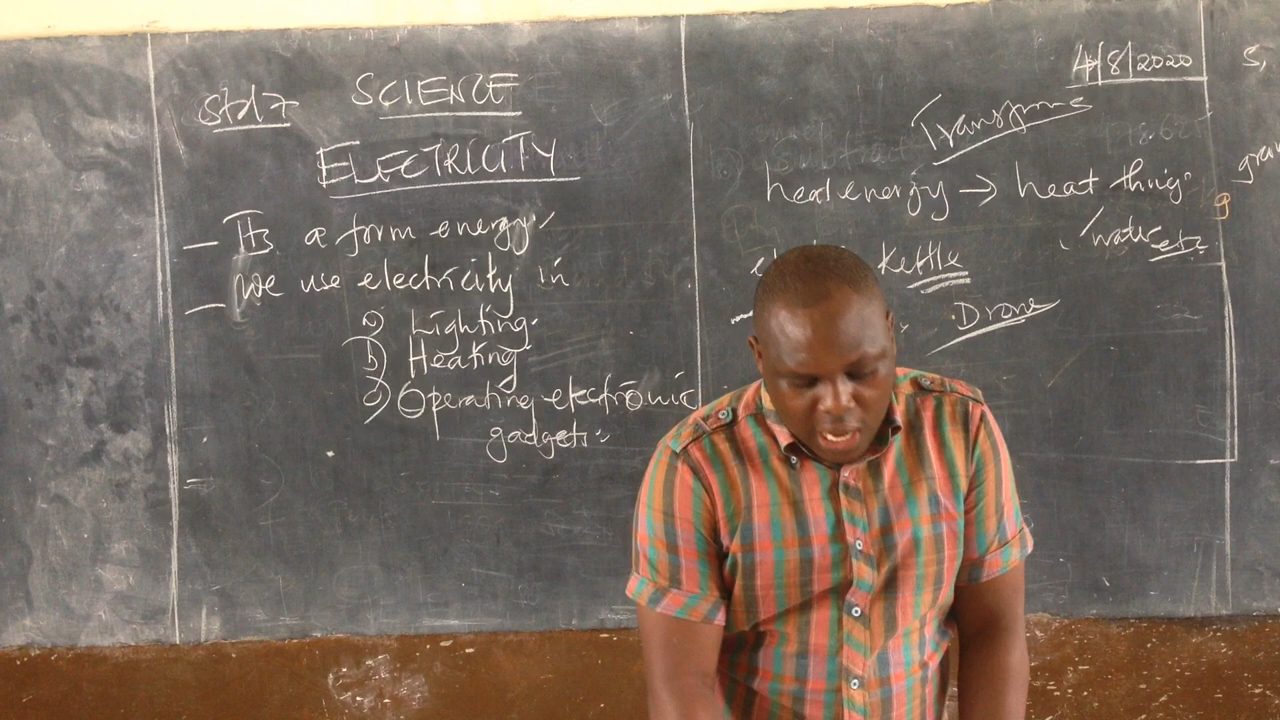 Std 7 SCIENCE
ELECTRICITY
- Its a form energy.
- We use electricity in
a) Lighting.
b) Heating
c) Operating electronic
gadgets.
4/8/2020
Transforms
heat energy → heat thing.
water etc.
Kettle
Drone